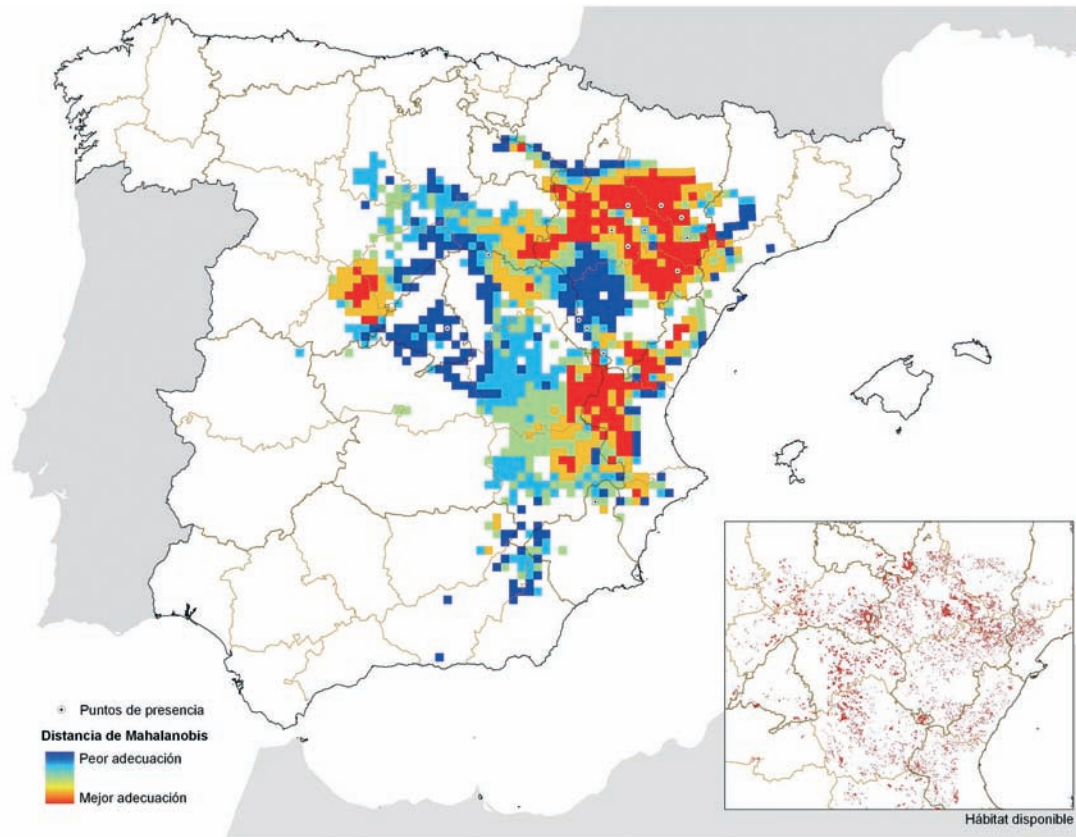 Puntos de presencia
Distancia de Mahalanobis
Peor adecuación
Mejor adecuación
Hábitat disponible